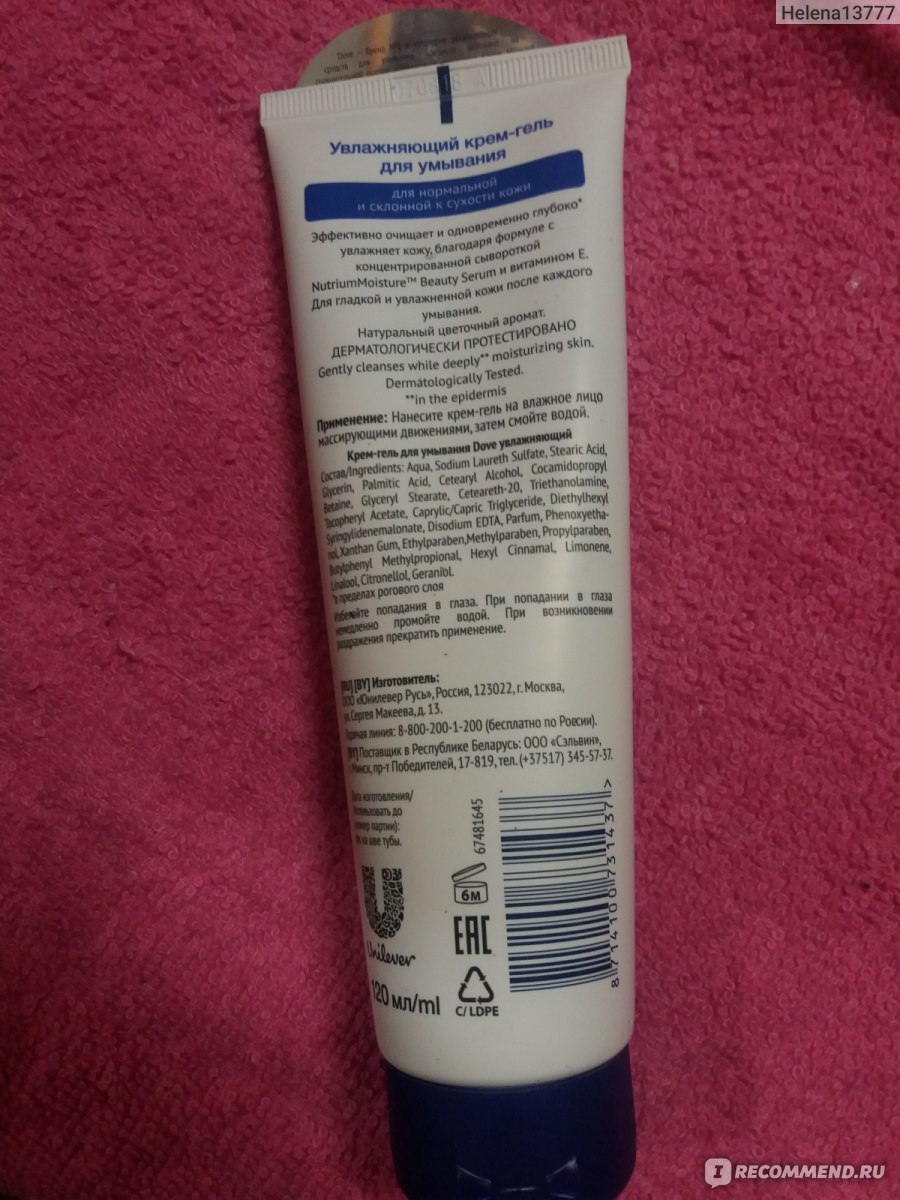 Helena13777
Увлажняющий крем-гель
для умывания
для нормальной
и склонной к сухости кожи
Эффективно очищает и одновременно глубоко*
увлажняет кожу, благодаря формуле с
концентрированной сывороткой
NutriumMoisture™ Beauty Serum и витамином Е.
Для гладкой и увлажненной кожи после каждого
умывания.
Натуральный цветочный аромат.
ДЕРМАТОЛОГИЧЕСКИ ПРОТЕСТИРОВАНО
Gently cleanses while deeply** moisturizing skin.
Dermatologically Tested.
**in the epidermis
Применение: Нанесите крем-гель на влажное лицо
массирующими движениями, затем смойте водой.
Крем-гель для умывания Dove увлажняющий
Состав/Ingredients: Aqua, Sodium Laureth Sulfate, Stearic Acid,
Glycerin, Palmitic Acid, Cetearyl Alcohol, Cocamidopropyl
Betaine, Glyceryl Stearate, Ceteareth-20, Triethanolamine,
Tocopheryl Acetate, Caprylic/Capric Triglyceride, Diethylhexyl
Syringylidenemalonate, Disodium EDTA, Parfum, Phenoxyetha-
nol, Xanthan Gum, Ethylparaben, Methylparaben, Propylparaben,
Butylphenyl Methylpropional, Hexyl Cinnamal, Limonene,
Linalool, Citronellol, Geraniol.
*в пределах рогового слоя
Избегайте попадания в глаза. При попадании в глаза
немедленно промойте водой. При возникновении
раздражения прекратить применение.
[RU] [BY] Изготовитель:
ООО «Юнилевер Русь», Россия, 123022, г. Москва,
ул. Сергея Макеева, д. 13.
Горячая линия: 8-800-200-1-200 (бесплатно по России).
[BY] Поставщик в Республике Беларусь: ООО «Сэльвин»,
Минск, пр-т Победителей, 17-819, тел. (+37517) 345-57-37.
Дата изготовления/
использовать до
(номер партии):
на шве тубы.
67481645
8 714100 731437 >
6М
EAC
Unilever
120 мл/ml
C/ LDPE
IRECOMMEND.RU